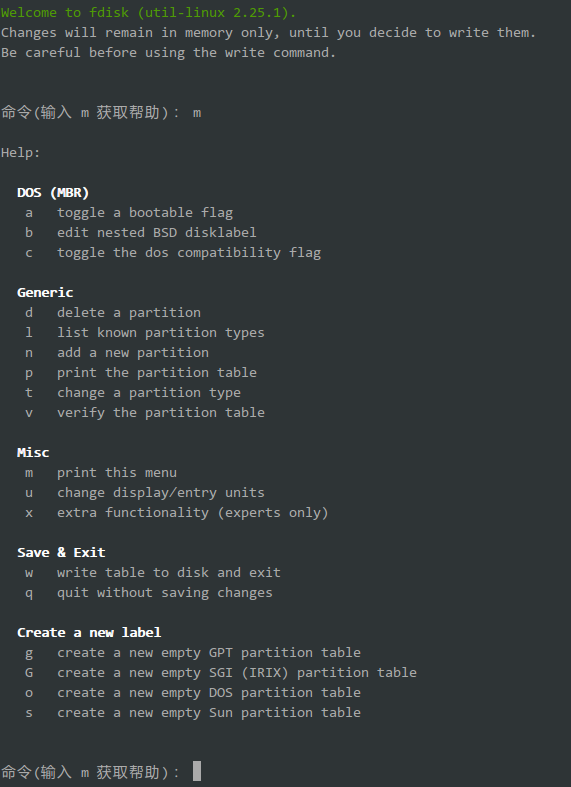 Welcome to fdisk (util-linux 2.25.1).
Changes will remain in memory only, until you decide to write them.
Be careful before using the write command.
命令(输入 m 获取帮助)： m
Help:
DOS (MBR)
a   toggle a bootable flag
b   edit nested BSD disklabel
c   toggle the dos compatibility flag
Generic
d   delete a partition
l   list known partition types
n   add a new partition
p   print the partition table
t   change a partition type
v   verify the partition table
Misc
m   print this menu
u   change display/entry units
x   extra functionality (experts only)
Save & Exit
w   write table to disk and exit
q   quit without saving changes
Create a new label
g   create a new empty GPT partition table
G   create a new empty SGI (IRIX) partition table
o   create a new empty DOS partition table
s   create a new empty Sun partition table
命令(输入 m 获取帮助)：